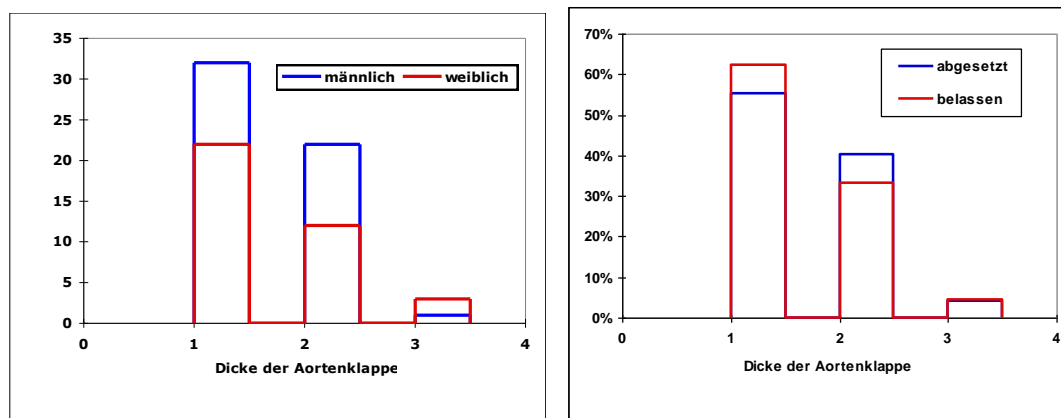 35
30
25
20
15
10
5
0
männlich weiblich
0 1 2 3 4
Dicke der Aortenklappe
70%
60%
50%
40%
30%
20%
10%
0%
abgesetzt
belassen
0 1 2 3 4
Dicke der Aortenklappe